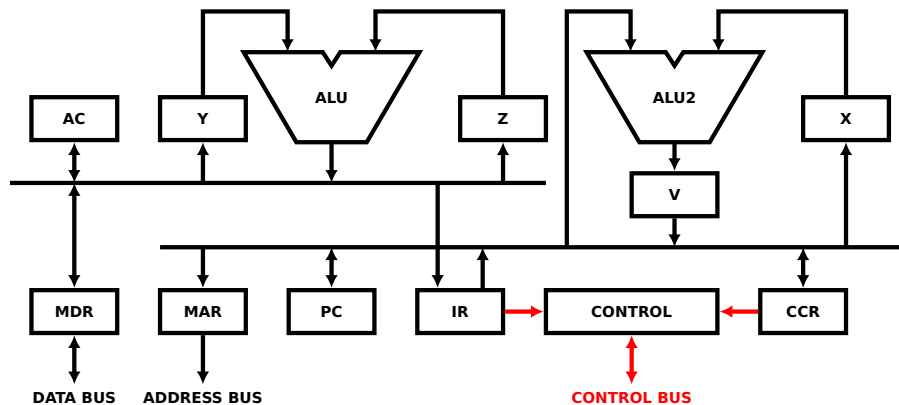 ALU
ALU2
AC
Y
Z
X
V
MDR
MAR
PC
IR
CONTROL
CCR
DATA BUS
ADDRESS BUS
CONTROL BUS